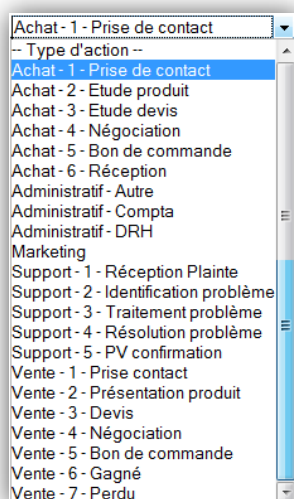 Achat - 1 - Prise de contact
-- Type d'action --
Achat - 1 - Prise de contact
Achat - 2 - Etude produit
Achat - 3 - Etude devis
Achat - 4 - Négociation
Achat - 5 - Bon de commande
Achat - 6 - Réception
Administratif - Autre
Administratif - Compta
Administratif - DRH
Marketing
Support - 1 - Réception Plainte
Support - 2 - Identification problème
Support - 3 - Traitement problème
Support - 4 - Résolution problème
Support - 5 - PV confirmation
Vente - 1 - Prise contact
Vente - 2 - Présentation produit
Vente - 3 - Devis
Vente - 4 - Négociation
Vente - 5 - Bon de commande
Vente - 6 - Gagné
Vente - 7 - Perdu